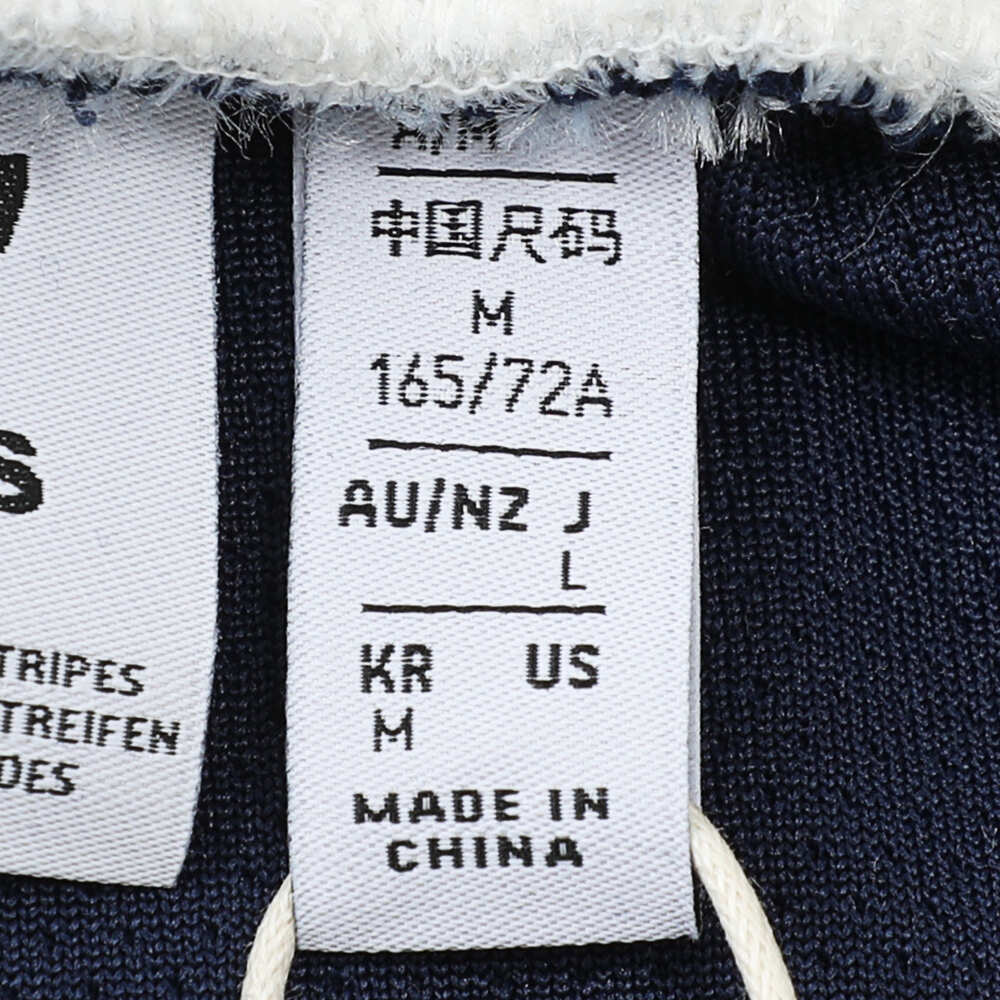 S
TRIPES
TREIFEN
DES
A/M
中国尺码
M
165/72A
AU/NZ J
L
KR US
M
MADE IN
CHINA